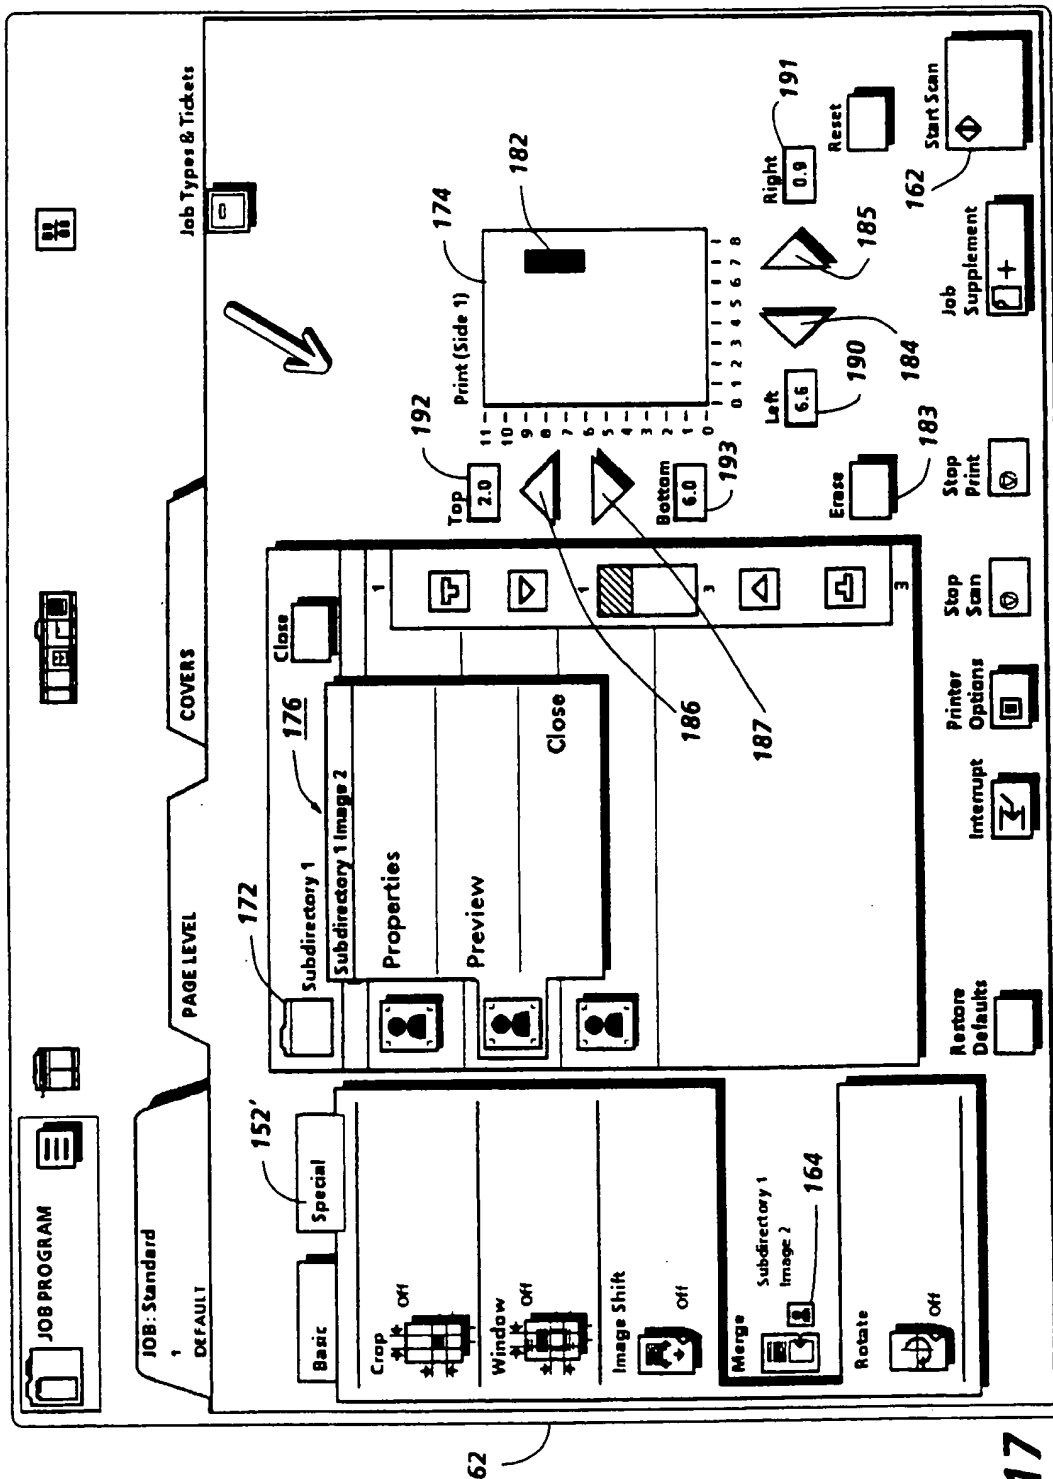 JOB PROGRAM
JOB: Standard
1
DEFAULT
PAGE LEVEL
COVERS
Job Types & Tickets
Basic
Special
152'
Crop
Off
Window
Off
Image Shift
Off
Merge
Subdirectory 1
Image 2
164
Rotate
Off
172
Subdirectory 1
176
Close
Subdirectory 1 Image 2
Properties
Preview
Close
1
1
3
3
186
187
Top
192
2.0
Bottom
6.0
193
Print (Side 1)
174
182
11
10
9
8
7
6
5
4
3
2
1
0
0 1 2 3 4 5 6 7 8
Left
6.6
190
184
185
Right
191
0.9
Erase
183
Reset
Restore
Defaults
Interrupt
Printer
Options
Stop
Scan
Stop
Print
Job
Supplement
162
Start Scan
62
17